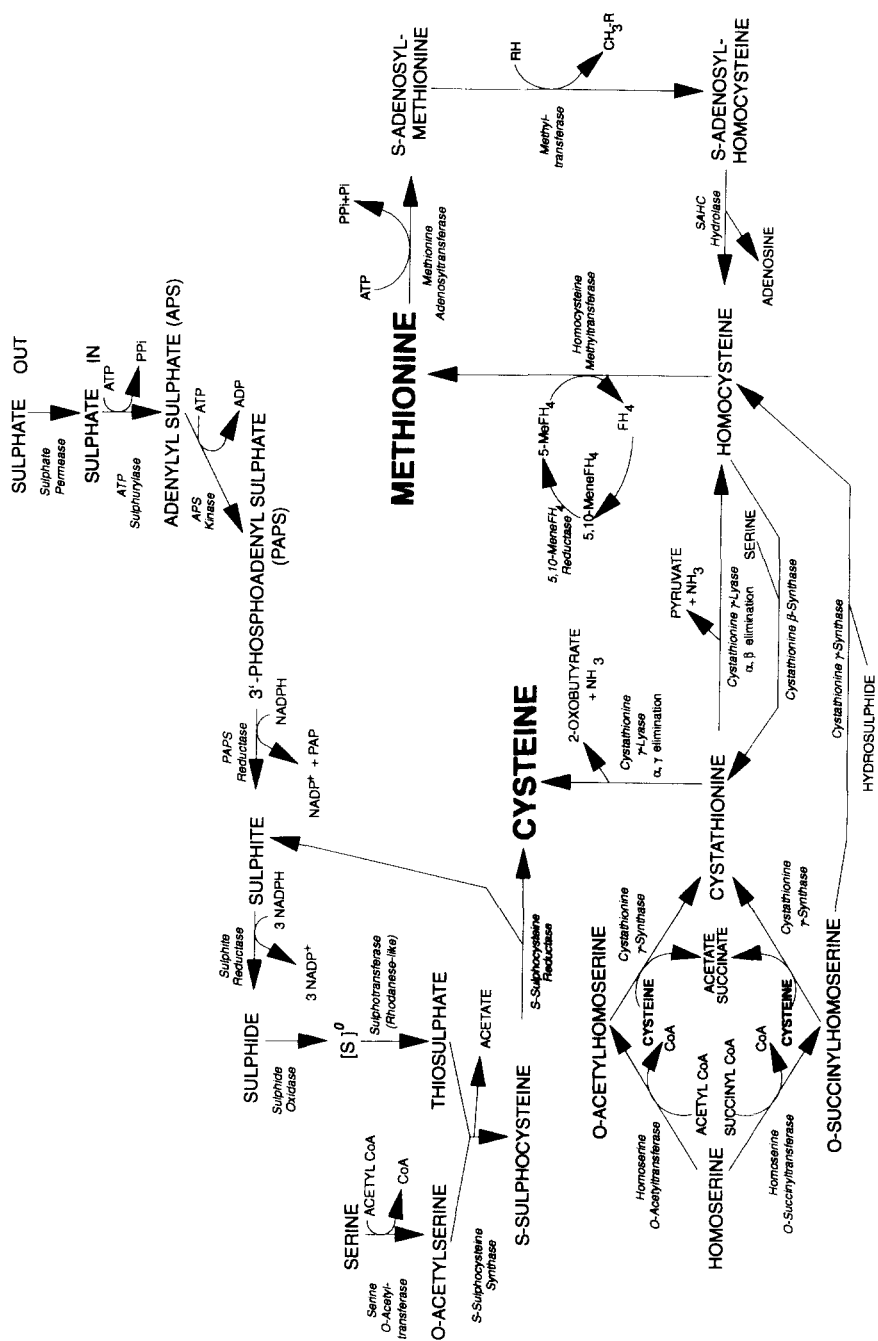 SULPHATE OUT
Sulphate
Permease
SULPHATE IN
ATP
Sulphurylase
ATP
PPi
ADENYLYL SULPHATE (APS)
APS
Kinase
ATP
ADP
3'-PHOSPHOADENYL SULPHATE
(PAPS)
PAPS
Reductase
NADPH
NADP+ + PAP
SULPHITE
Sulphite
Reductase
3 NADPH
3 NADP+
SULPHIDE
Sulphide
Oxidase
[S]0
Sulphotransferase
(Rhodanese-like)
THIOSULPHATE
SERINE
Serine
O-Acetyl-
transferase
ACETYL CoA
CoA
O-ACETYLSERINE
S-Sulphocysteine
Synthase
ACETATE
S-SULPHOCYSTEINE
S-Sulphocysteine
Reductase
CYSTEINE
2-OXOBUTYRATE
+ NH3
Cystathionine
γ-Lyase
α, γ elimination
METHIONINE
ATP
PPi+Pi
Methionine
Adenosyltransferase
S-ADENOSYL-
METHIONINE
RH
CH3-R
Methyl-
transferase
S-ADENOSYL-
HOMOCYSTEINE
SAHC
Hydrolase
ADENOSINE
HOMOCYSTEINE
Homocysteine
Methyltransferase
5-MeFH4
FH4
5,10-MeneFH4
5,10-MeneFH4
Reductase
PYRUVATE
+ NH3
Cystathionine γ-Lyase
α, β elimination
SERINE
Cystathionine β-Synthase
CYSTATHIONINE
Cystathionine γ-Synthase
HYDROSULPHIDE
HOMOSERINE
Homoserine
O-Acetyltransferase
ACETYL CoA
CoA
O-ACETYLHOMOSERINE
Cystathionine
γ-Synthase
CYSTEINE
ACETATE
SUCCINATE
Homoserine
O-Succinyltransferase
SUCCINYL CoA
CoA
O-SUCCINYLHOMOSERINE
CYSTEINE
Cystathionine
γ-Synthase